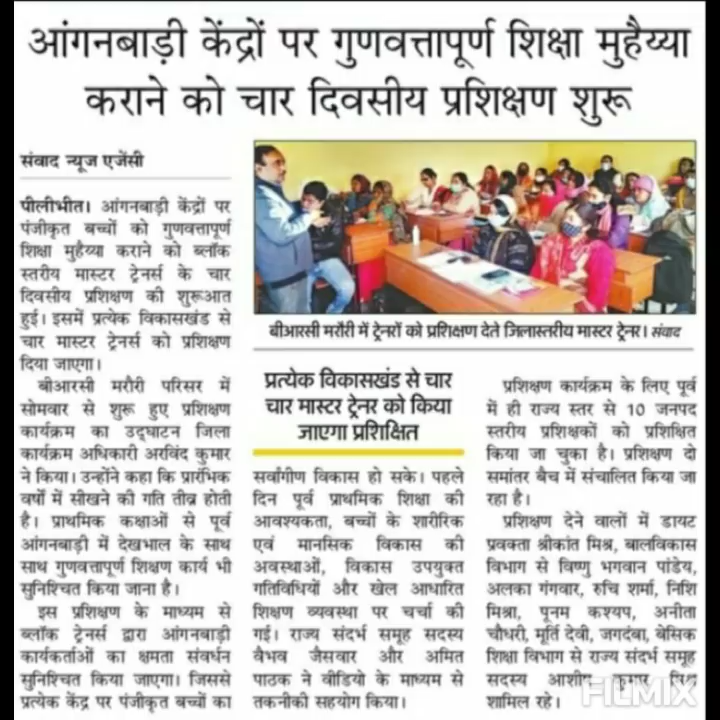 आंगनबाड़ी केंद्रों पर गुणवत्तापूर्ण शिक्षा मुहैय्या
कराने को चार दिवसीय प्रशिक्षण शुरू
संवाद न्यूज एजेंसी
पीलीभीत। आंगनबाड़ी केंद्रों पर
पंजीकृत बच्चों को गुणवत्तापूर्ण
शिक्षा मुहैय्या कराने को ब्लॉक
स्तरीय मास्टर ट्रेनर्स के चार
दिवसीय प्रशिक्षण की शुरूआत
हुई। इसमें प्रत्येक विकासखंड से
चार मास्टर ट्रेनर्स को प्रशिक्षण
दिया जाएगा।
बीआरसी मरौरी परिसर में
सोमवार से शुरू हुए प्रशिक्षण
कार्यक्रम का उद्घाटन जिला
कार्यक्रम अधिकारी अरविंद कुमार
ने किया। उन्होंने कहा कि प्रारंभिक
वर्षों में सीखने की गति तीव्र होती
है। प्राथमिक कक्षाओं से पूर्व
आंगनबाड़ी में देखभाल के साथ
साथ गुणवत्तापूर्ण शिक्षण कार्य भी
सुनिश्चित किया जाना है।
इस प्रशिक्षण के माध्यम से
ब्लॉक ट्रेनर्स द्वारा आंगनबाड़ी
कार्यकर्ताओं का क्षमता संवर्धन
सुनिश्चित किया जाएगा। जिससे
प्रत्येक केंद्र पर पंजीकृत बच्चों का
बीआरसी मरौरी में ट्रेनरों को प्रशिक्षण देते जिलास्तरीय मास्टर ट्रेनर। संवाद
प्रत्येक विकासखंड से चार
चार मास्टर ट्रेनर को किया
जाएगा प्रशिक्षित
सर्वांगीण विकास हो सके। पहले
दिन पूर्व प्राथमिक शिक्षा की
आवश्यकता, बच्चों के शारीरिक
एवं मानसिक विकास की
अवस्थाओं, विकास उपयुक्त
गतिविधियों और खेल आधारित
शिक्षण व्यवस्था पर चर्चा की
गई। राज्य संदर्भ समूह सदस्य
वैभव जैसवार और अमित
पाठक ने वीडियो के माध्यम से
तकनीकी सहयोग किया।
प्रशिक्षण कार्यक्रम के लिए पूर्व
में ही राज्य स्तर से 10 जनपद
स्तरीय प्रशिक्षकों को प्रशिक्षित
किया जा चुका है। प्रशिक्षण दो
समांतर बैच में संचालित किया जा
रहा है।
प्रशिक्षण देने वालों में डायट
प्रवक्ता श्रीकांत मिश्र, बालविकास
विभाग से विष्णु भगवान पांडेय,
अलका गंगवार, रुचि शर्मा, निशि
मिश्रा, पूनम कश्यप, अनीता
चौधरी, मूर्ति देवी, जगदंबा, बेसिक
शिक्षा विभाग से राज्य संदर्भ समूह
सदस्य
शामिल रहे।
FILMIX